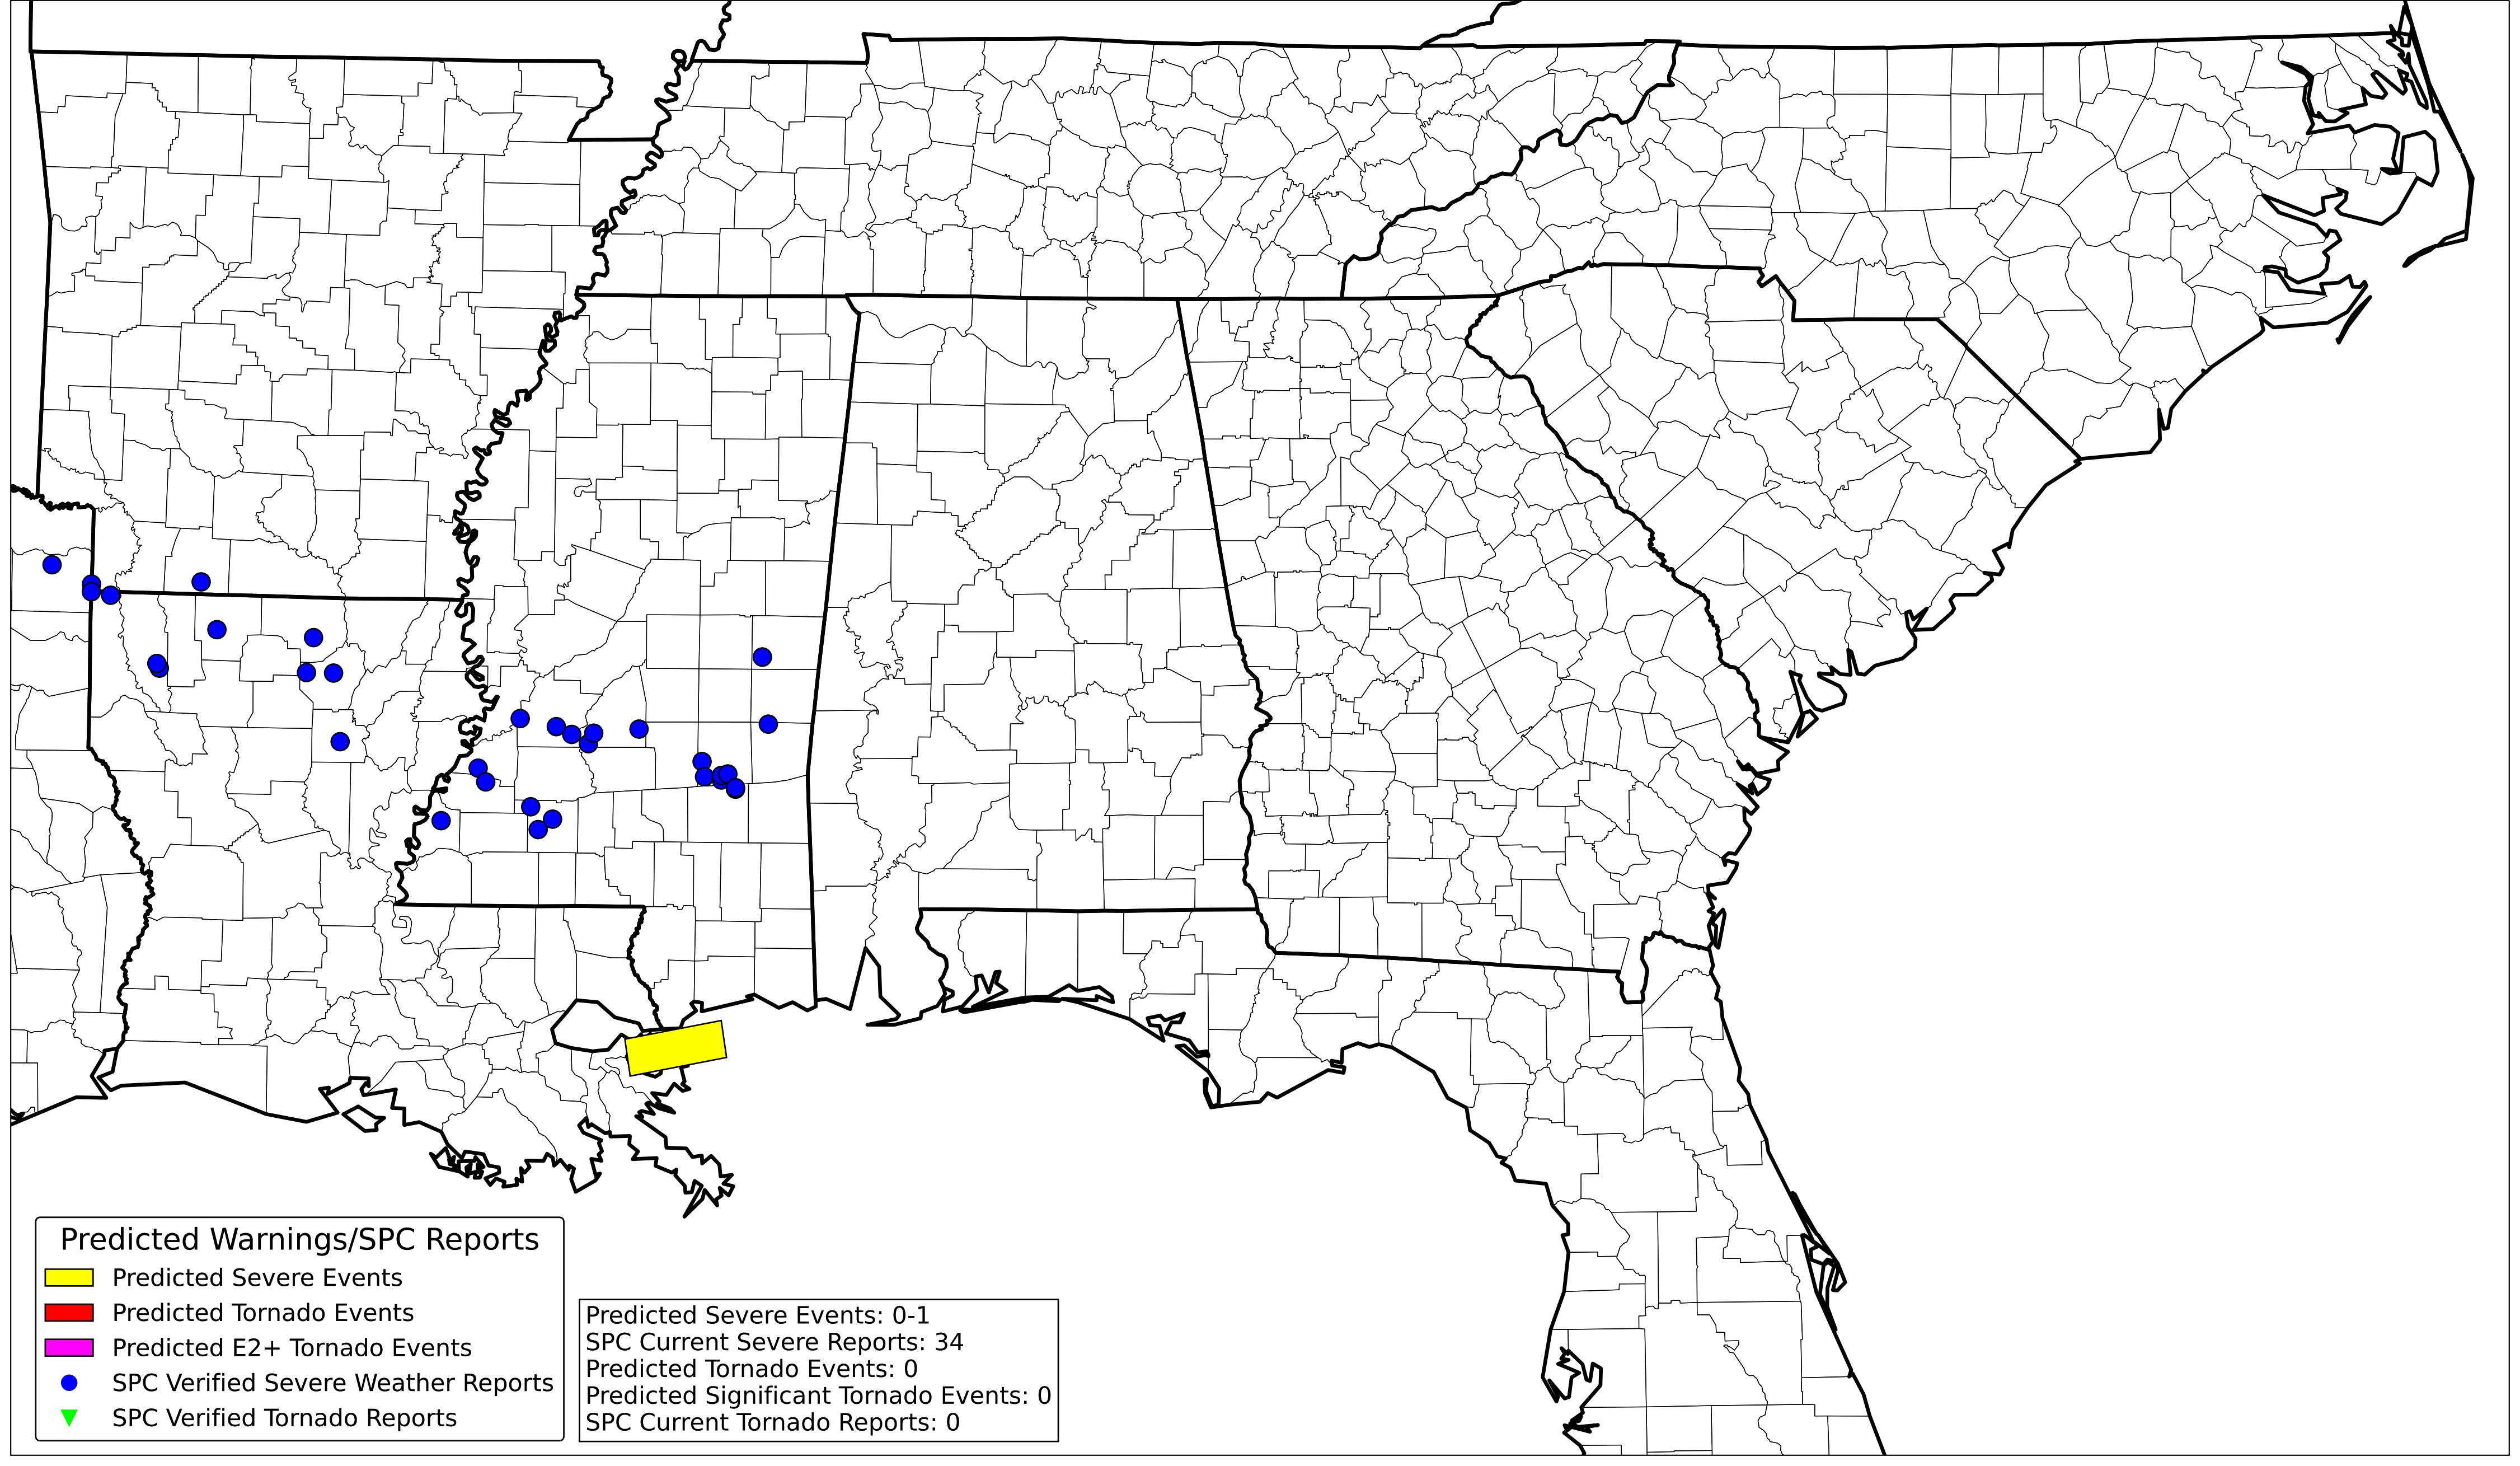 Predicted Warnings/SPC Reports
Predicted Severe Events
Predicted Tornado Events
Predicted E2+ Tornado Events
SPC Verified Severe Weather Reports
SPC Verified Tornado Reports
Predicted Severe Events: 0-1
SPC Current Severe Reports: 34
Predicted Tornado Events: 0
Predicted Significant Tornado Events: 0
SPC Current Tornado Reports: 0